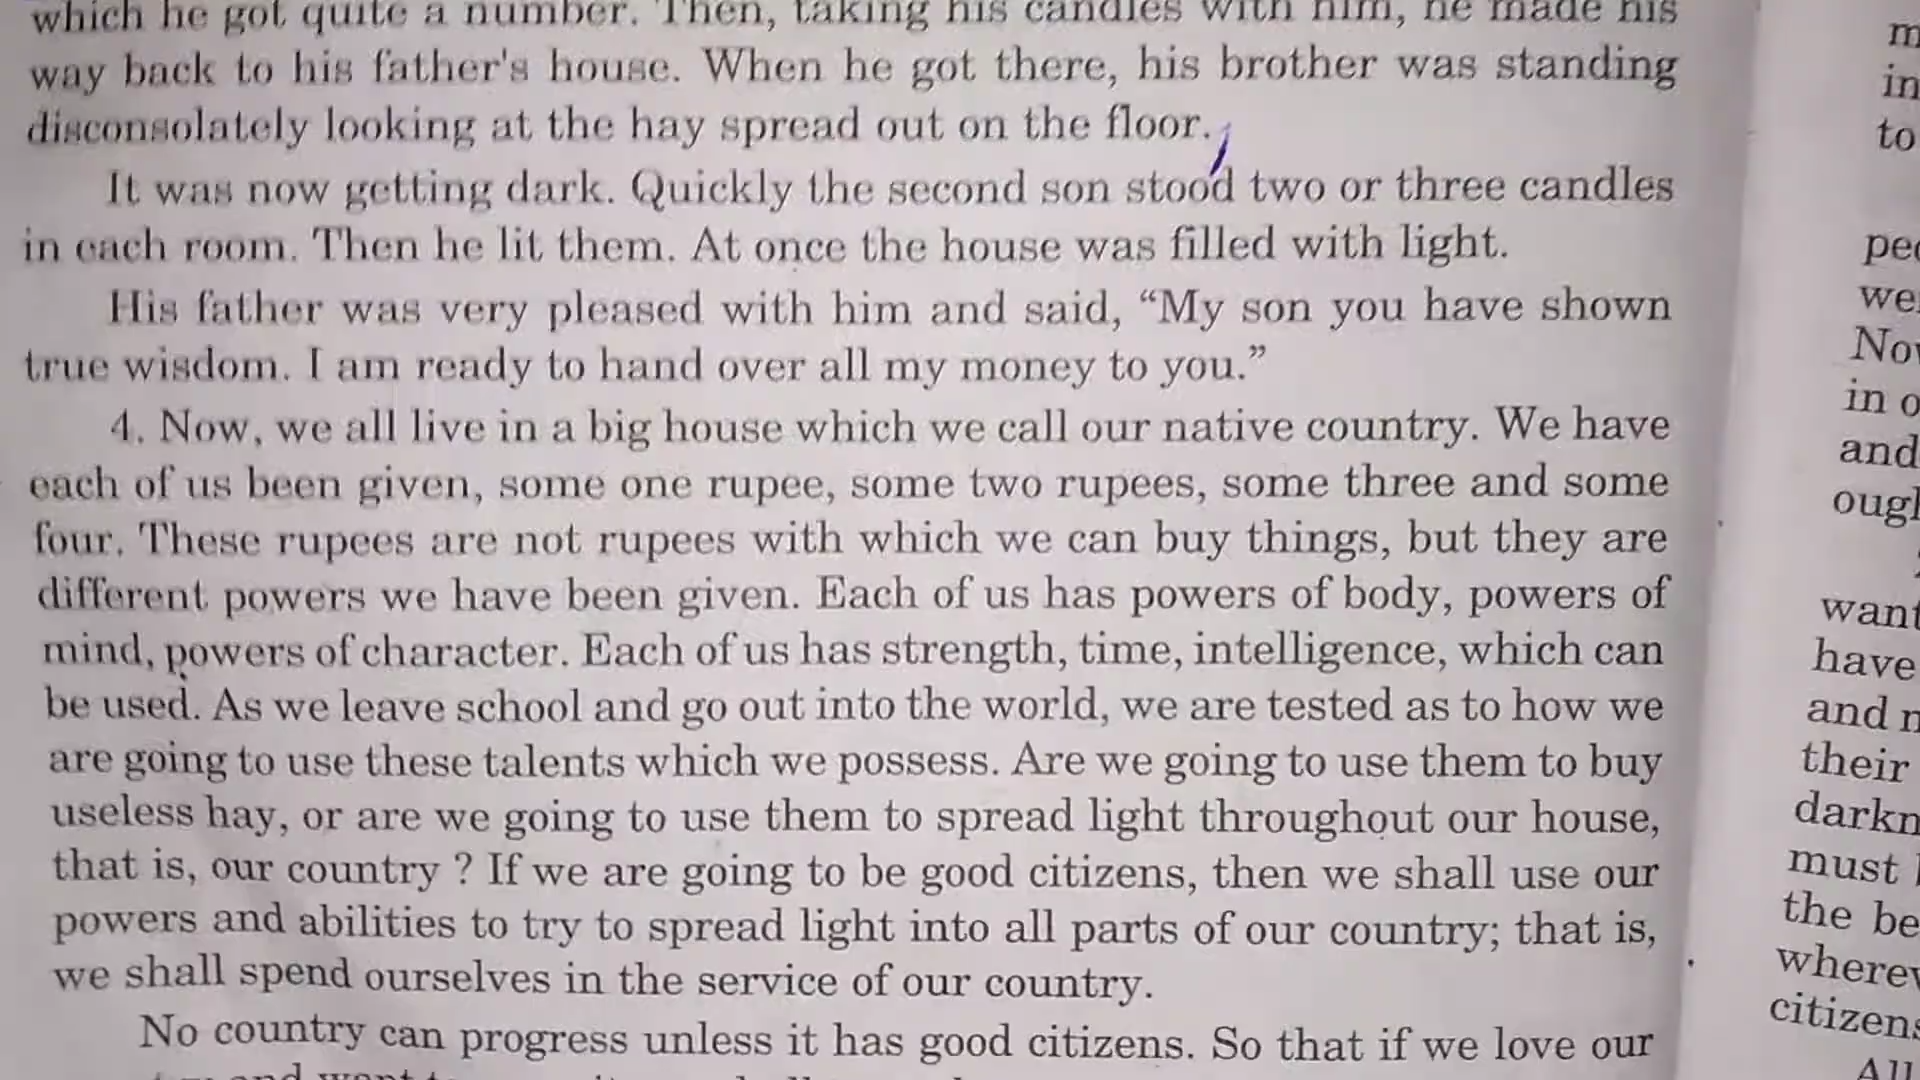 which he got quite a number. Then, taking his candles with him, he made his
way back to his father's house. When he got there, his brother was standing
disconsolately looking at the hay spread out on the floor.
It was now getting dark. Quickly the second son stood two or three candles
in each room. Then he lit them. At once the house was filled with light.
His father was very pleased with him and said, “My son you have shown
true wisdom. I am ready to hand over all my money to you.”
4. Now, we all live in a big house which we call our native country. We have
each of us been given, some one rupee, some two rupees, some three and some
four. These rupees are not rupees with which we can buy things, but they are
different powers we have been given. Each of us has powers of body, powers of
mind, powers of character. Each of us has strength, time, intelligence, which can
be used. As we leave school and go out into the world, we are tested as to how we
are going to use these talents which we possess. Are we going to use them to buy
useless hay, or are we going to use them to spread light throughout our house,
that is, our country ? If we are going to be good citizens, then we shall use our
powers and abilities to try to spread light into all parts of our country; that is,
we shall spend ourselves in the service of our country.
No country can progress unless it has good citizens. So that if we love our
in
to
in
and
want
have
and
their
must
the be
citizens
All